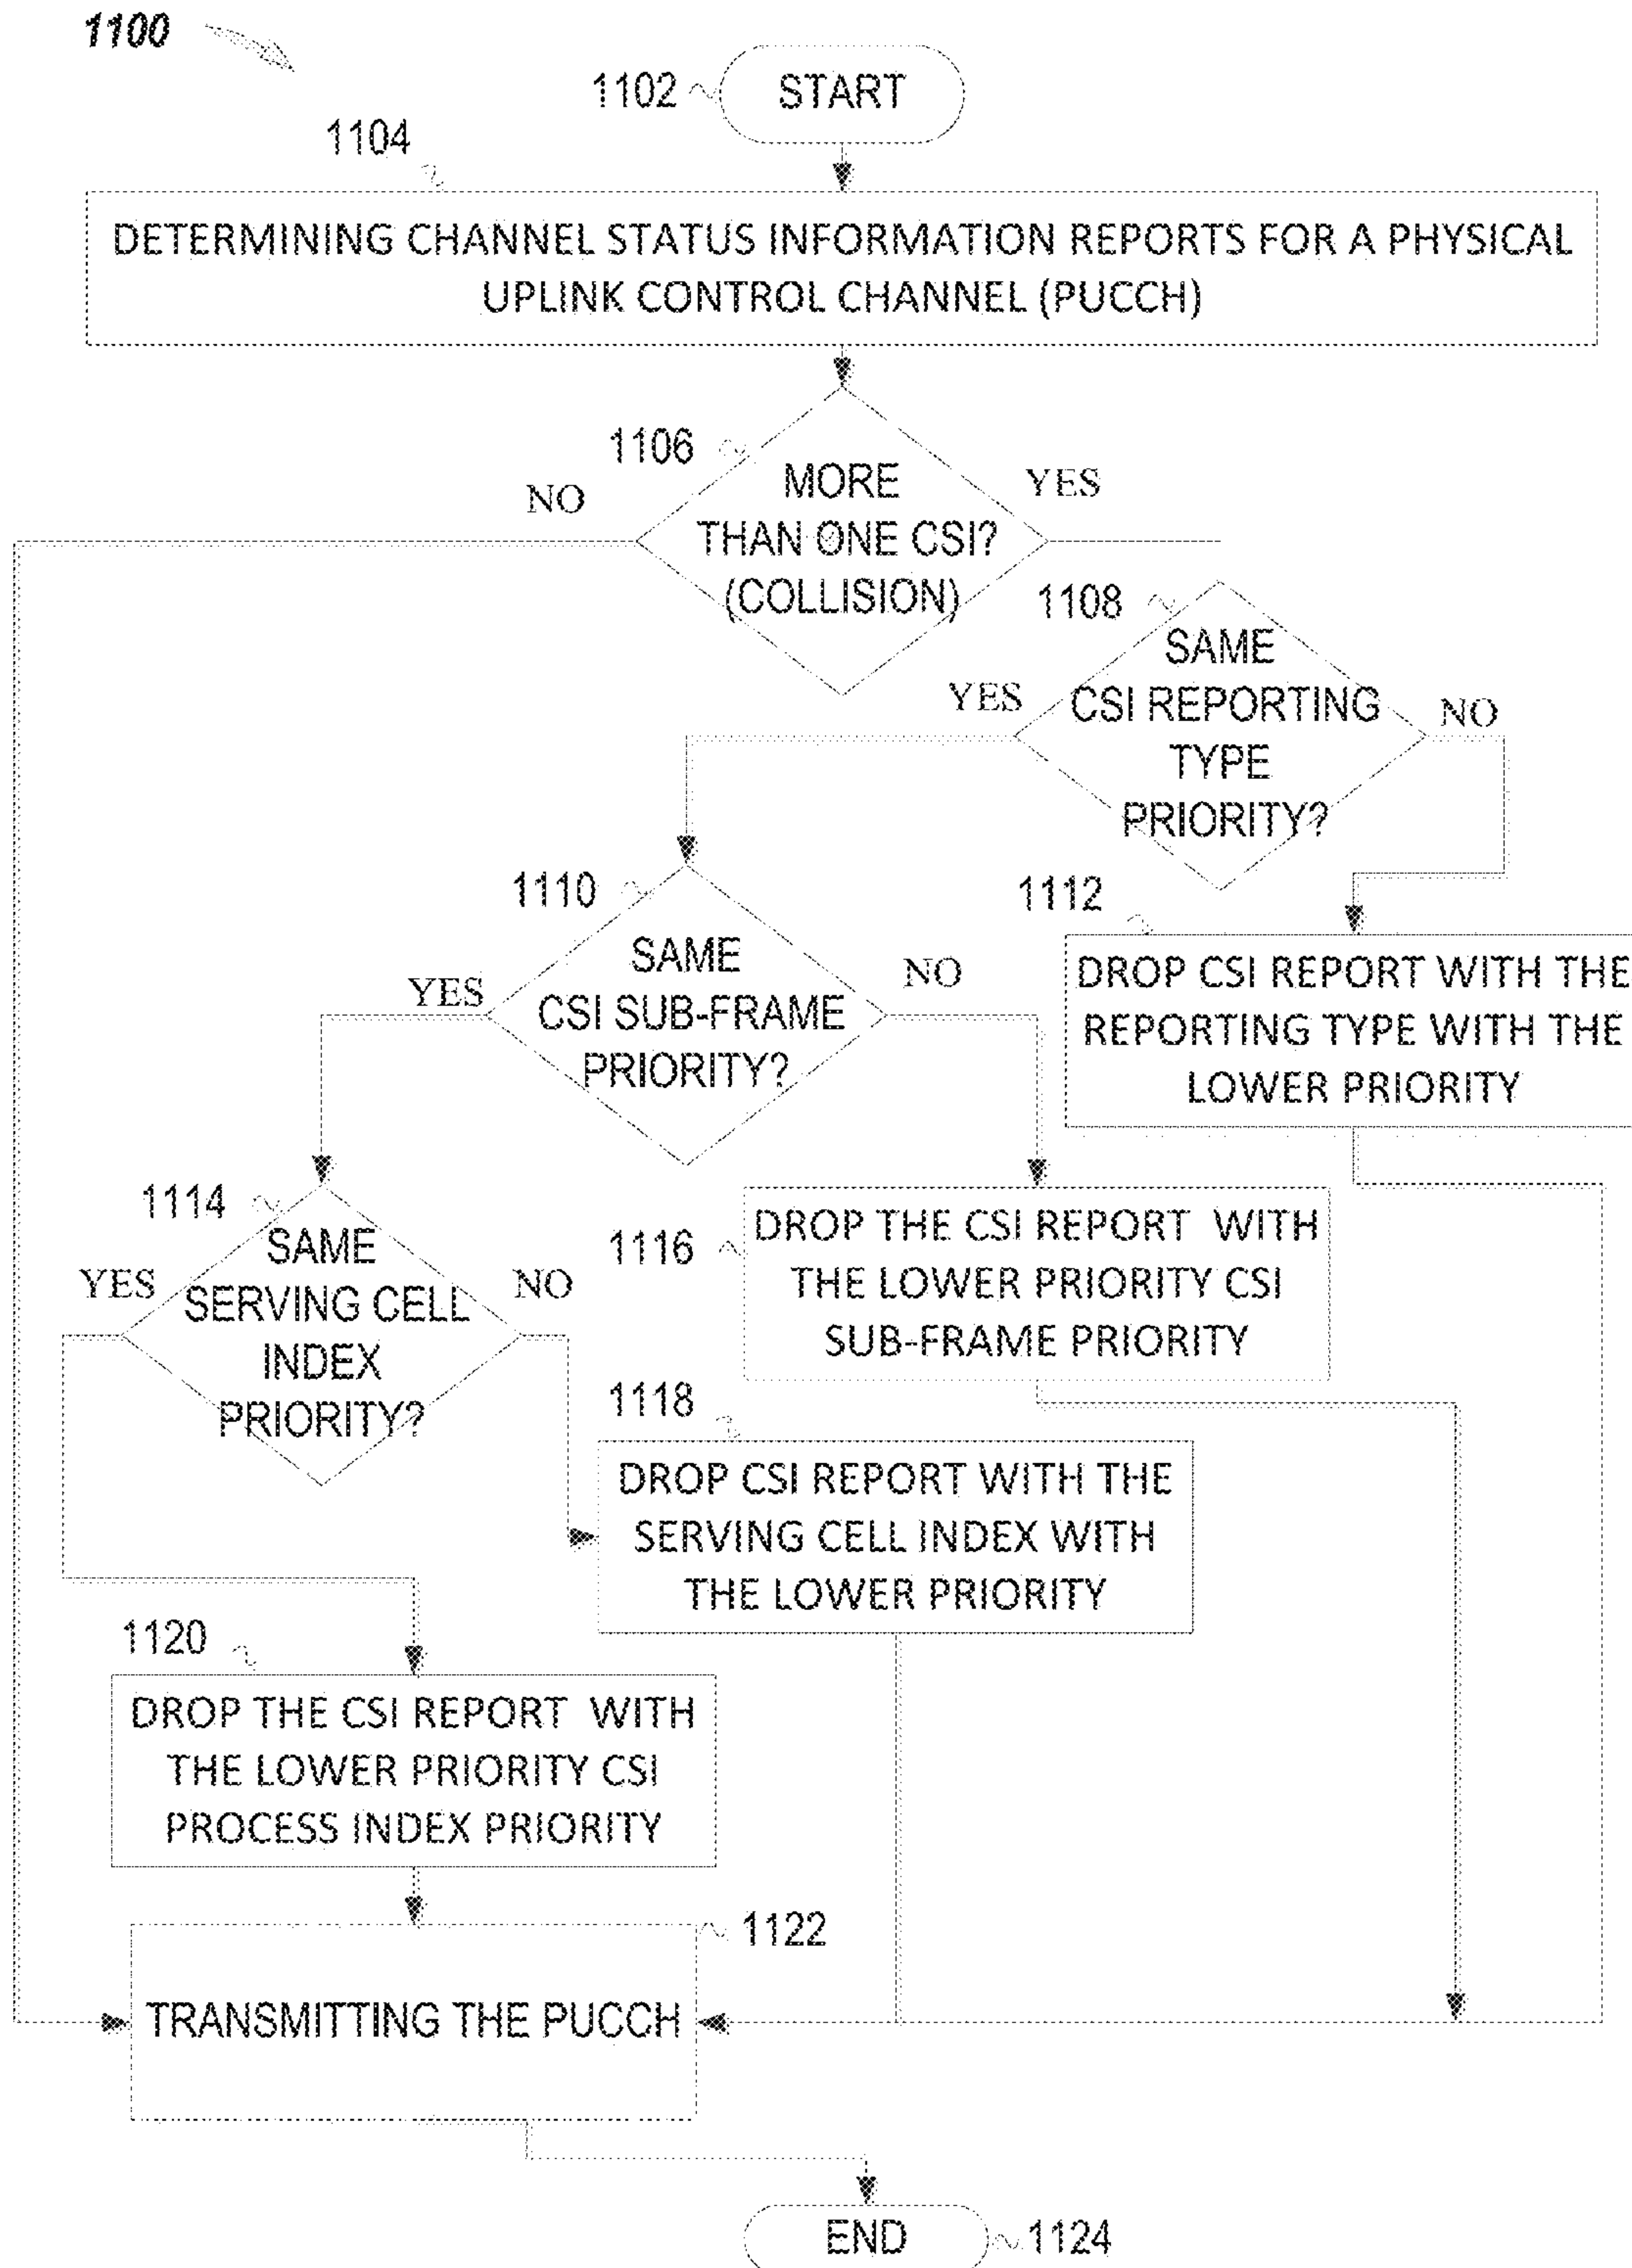 1100
1102
START
1104
DETERMINING CHANNEL STATUS INFORMATION REPORTS FOR A PHYSICAL
UPLINK CONTROL CHANNEL (PUCCH)
1106
NO
YES
MORE
THAN ONE CSI?
(COLLISION)
1108
YES
NO
SAME
CSI REPORTING
TYPE
PRIORITY?
1110
YES
NO
SAME
CSI SUB-FRAME
PRIORITY?
1112
DROP CSI REPORT WITH THE
REPORTING TYPE WITH THE
LOWER PRIORITY
1114
YES
NO
SAME
SERVING CELL
INDEX
PRIORITY?
1116
DROP THE CSI REPORT WITH
THE LOWER PRIORITY CSI
SUB-FRAME PRIORITY
1118
DROP CSI REPORT WITH THE
SERVING CELL INDEX WITH
THE LOWER PRIORITY
1120
DROP THE CSI REPORT WITH
THE LOWER PRIORITY CSI
PROCESS INDEX PRIORITY
1122
TRANSMITTING THE PUCCH
END
1124